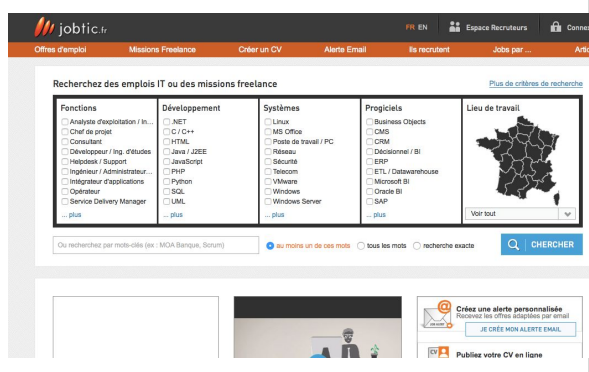 jobtic.fr
FR EN
Espace Recruteurs
Connex
Offres d'emploi
Missions Freelance
Créer un CV
Alerte Email
Ils recrutent
Jobs par ...
Artic
Recherchez des emplois IT ou des missions freelance
Plus de critères de recherche
Fonctions
Analyste d'exploitation / In...
Chef de projet
Consultant
Développeur / Ing. d'études
Helpdesk / Support
Ingénieur / Administrateur...
Intégrateur d'applications
Opérateur
Service Delivery Manager
... plus
Développement
.NET
C / C++
HTML
Java / J2EE
JavaScript
PHP
Python
SQL
UML
... plus
Systèmes
Linux
MS Office
Poste de travail / PC
Réseau
Sécurité
Telecom
VMware
Windows
Windows Server
... plus
Progiciels
Business Objects
CMS
CRM
Décisionnel / BI
ERP
ETL / Datawarehouse
Microsoft BI
Oracle BI
SAP
... plus
Lieu de travail
Voir tout
Ou recherchez par mots-clés (ex : MOA Banque, Scrum)
au moins un de ces mots
tous les mots
recherche exacte
CHERCHER
Créez une alerte personnalisée
Recevez les offres adaptées par email
JE CRÉE MON ALERTE EMAIL
CV
Publiez votre CV en ligne